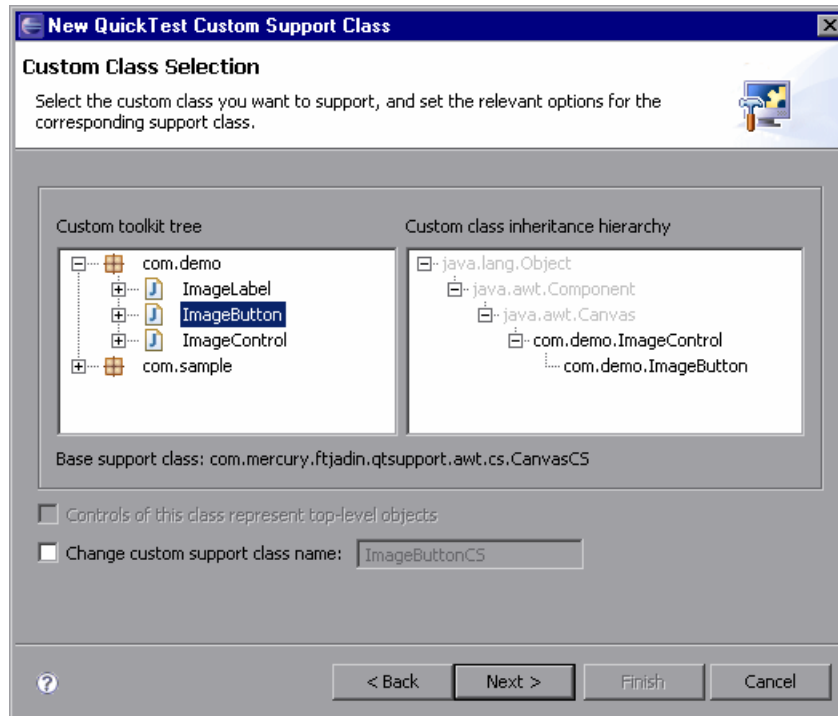 New QuickTest Custom Support Class
Custom Class Selection
Select the custom class you want to support, and set the relevant options for the
corresponding support class.
Custom toolkit tree
com.demo
ImageLabel
ImageButton
ImageControl
com.sample
Custom class inheritance hierarchy
java.lang.Object
java.awt.Component
java.awt.Canvas
com.demo.ImageControl
com.demo.ImageButton
Base support class: com.mercury.ftjadin.qtsupport.awt.cs.CanvasCS
Controls of this class represent top-level objects
Change custom support class name: ImageButtonCS
? < Back Next > Finish Cancel